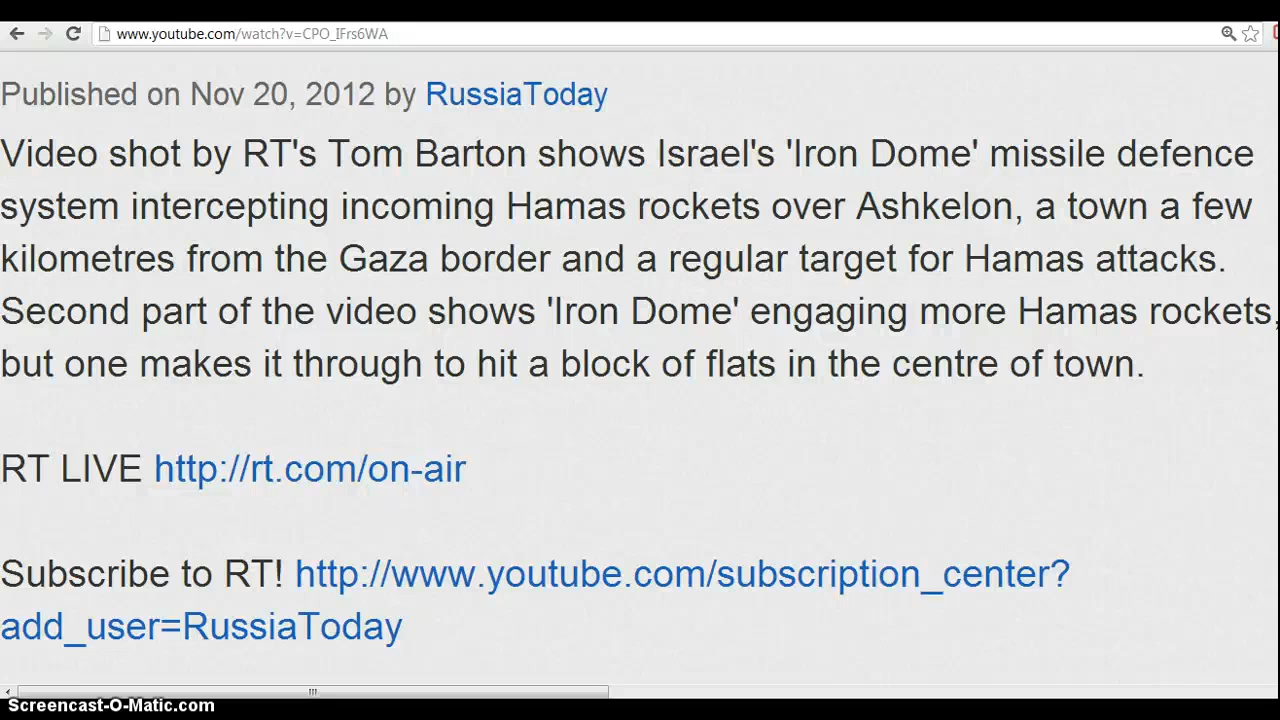 www.youtube.com/watch?v=CPO_IFrs6WA
Published on Nov 20, 2012 by RussiaToday
Video shot by RT's Tom Barton shows Israel's 'Iron Dome' missile defence
system intercepting incoming Hamas rockets over Ashkelon, a town a few
kilometres from the Gaza border and a regular target for Hamas attacks.
Second part of the video shows 'Iron Dome' engaging more Hamas rockets,
but one makes it through to hit a block of flats in the centre of town.
RT LIVE http://rt.com/on-air
Subscribe to RT! http://www.youtube.com/subscription_center?
add_user=RussiaToday
Screencast-O-Matic.com